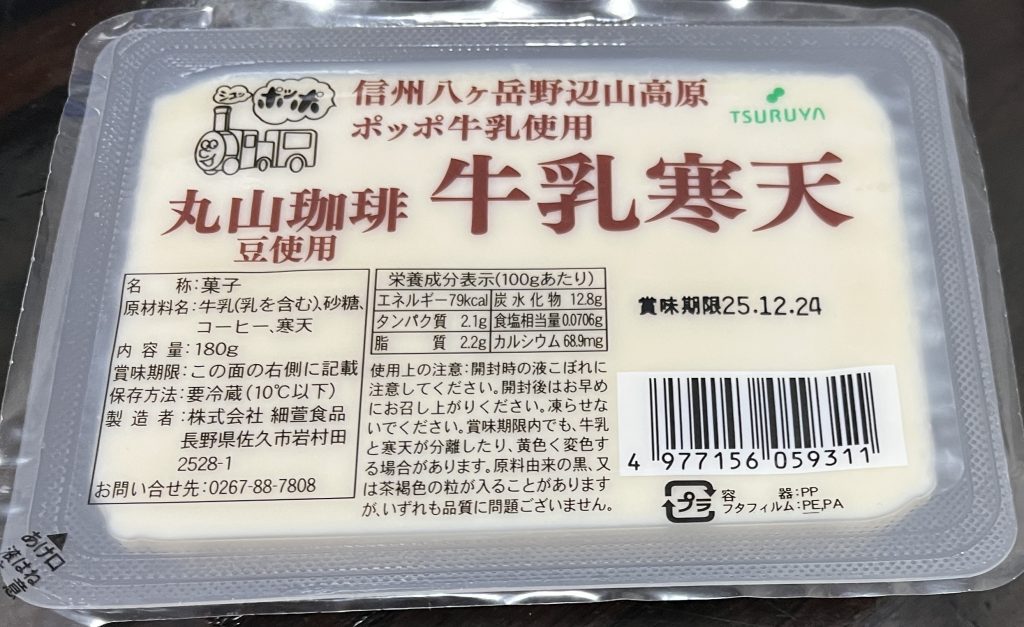 シュッ
ポッポ
信州八ヶ岳野辺山高原
ポッポ牛乳使用
TSURUYA
丸山珈琲
豆使用
牛乳寒天
名　称:菓子
原材料名:牛乳(乳を含む)、砂糖、
コーヒー、寒天
内容量:180g
賞味期限:この面の右側に記載
保存方法:要冷蔵(10℃以下)
製造者:株式会社 細萱食品
長野県佐久市岩村田
2528-1
お問い合せ先:0267-88-7808
栄養成分表示(100gあたり)
エネルギー 79kcal 炭水化物 12.8g
タンパク質 2.1g 食塩相当量 0.0706g
脂質 2.2g カルシウム 68.9mg
使用上の注意:開封時の液こぼれに
注意してください。開封後はお早め
にお召し上がりください。凍らせな
いでください。賞味期限内でも、牛乳
と寒天が分離したり、黄色く変色す
る場合があります。原料由来の黒、又
は茶褐色の粒が入ることがあります
が、いずれも品質に問題ございません。
賞味期限25.12.24
4 977156 059311
プラ
容器:PP
フタフィルム:PE,PA
あけ口
液はね